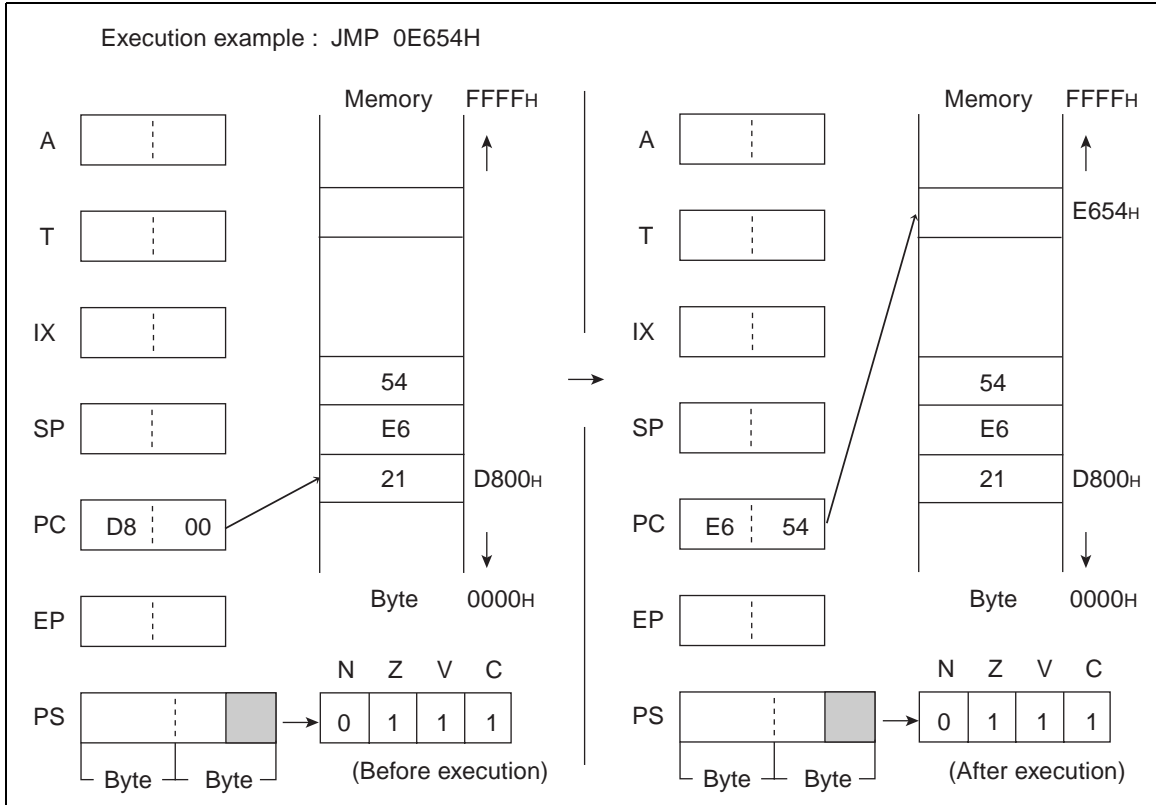 Execution example : JMP 0E654H
Memory FFFFH
A
T
IX
54
SP
E6
21 D800H
PC D8 00
Byte 0000H
EP
N Z V C
PS
0 1 1 1
Byte Byte
(Before execution)
Memory FFFFH
A
E654H
T
IX
54
SP
E6
21 D800H
PC E6 54
Byte 0000H
EP
N Z V C
PS
0 1 1 1
Byte Byte
(After execution)